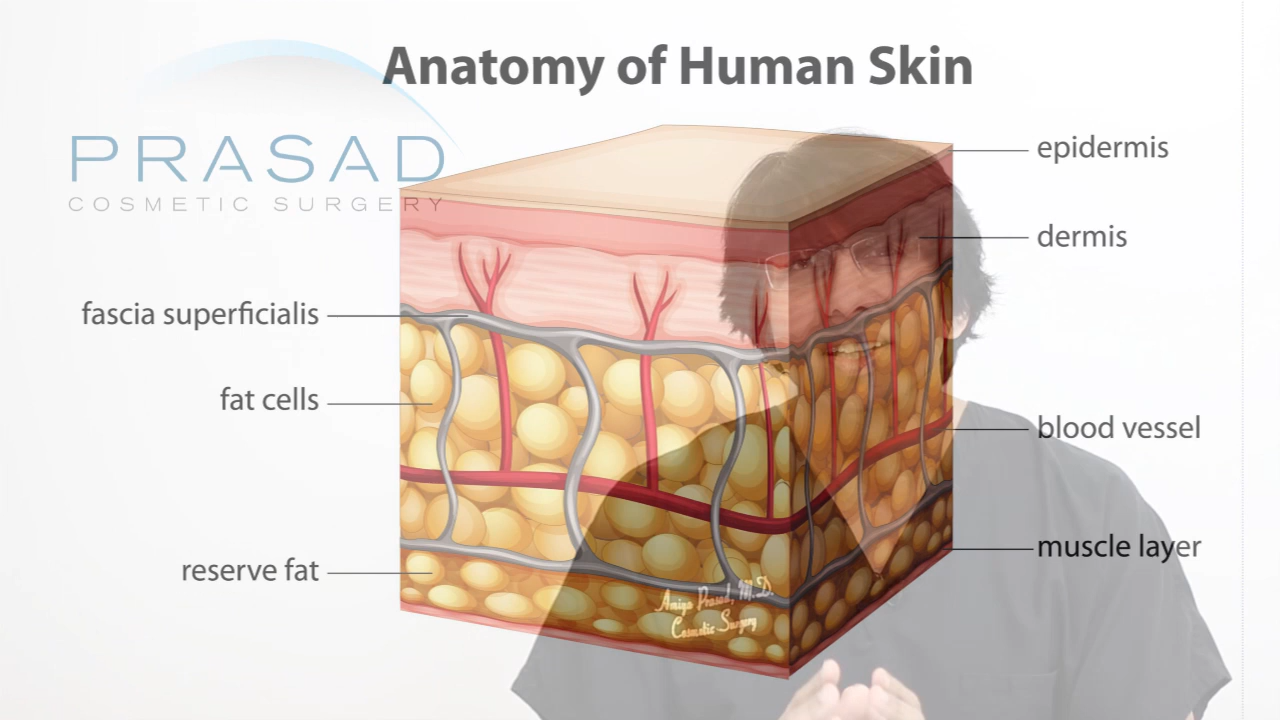 Anatomy of Human Skin
PRASAD
COSMETIC SURGERY
epidermis
dermis
fascia superficialis
fat cells
blood vessel
muscle layer
reserve fat
Amiya Prasad, M.D.
Cosmetic Surgery